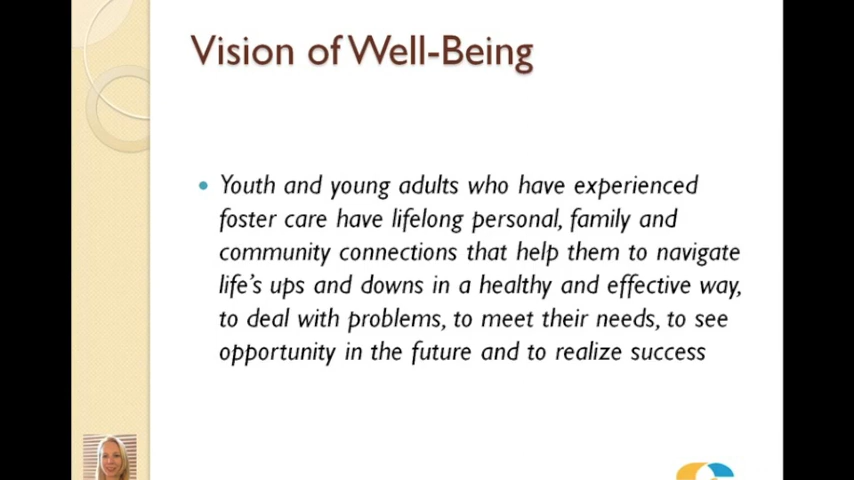 Vision of Well-Being
• Youth and young adults who have experienced
foster care have lifelong personal, family and
community connections that help them to navigate
life's ups and downs in a healthy and effective way,
to deal with problems, to meet their needs, to see
opportunity in the future and to realize success